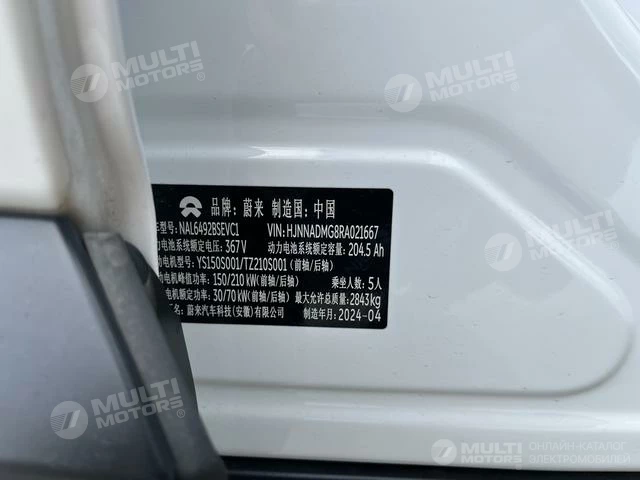 MULTI
MOTORS®
MULTI
MOTORS®
品牌：蔚来 制造国：中国
车型号：NAL6492BSEVC1 VIN：HJNNADMG8RA021667
动力电池系统额定电压：367V 动力电池系统额定容量：204.5 Ah
动电机型号：YS150S001/TZ210S001（前轴/后轴）
动电机峰值功率：150/210 kW（前轴/后轴） 乘坐人数：5人
动电机额定功率：30/70 kW（前轴/后轴） 最大允许总质量：2843kg
名：蔚来汽车科技(安徽)有限公司 制造年月：2024-04
MULTI
MOTORS®
MULTI
MOTORS
ОНЛАЙН-КАТАЛОГ
ЭЛЕКТРОМОБИЛЕЙ